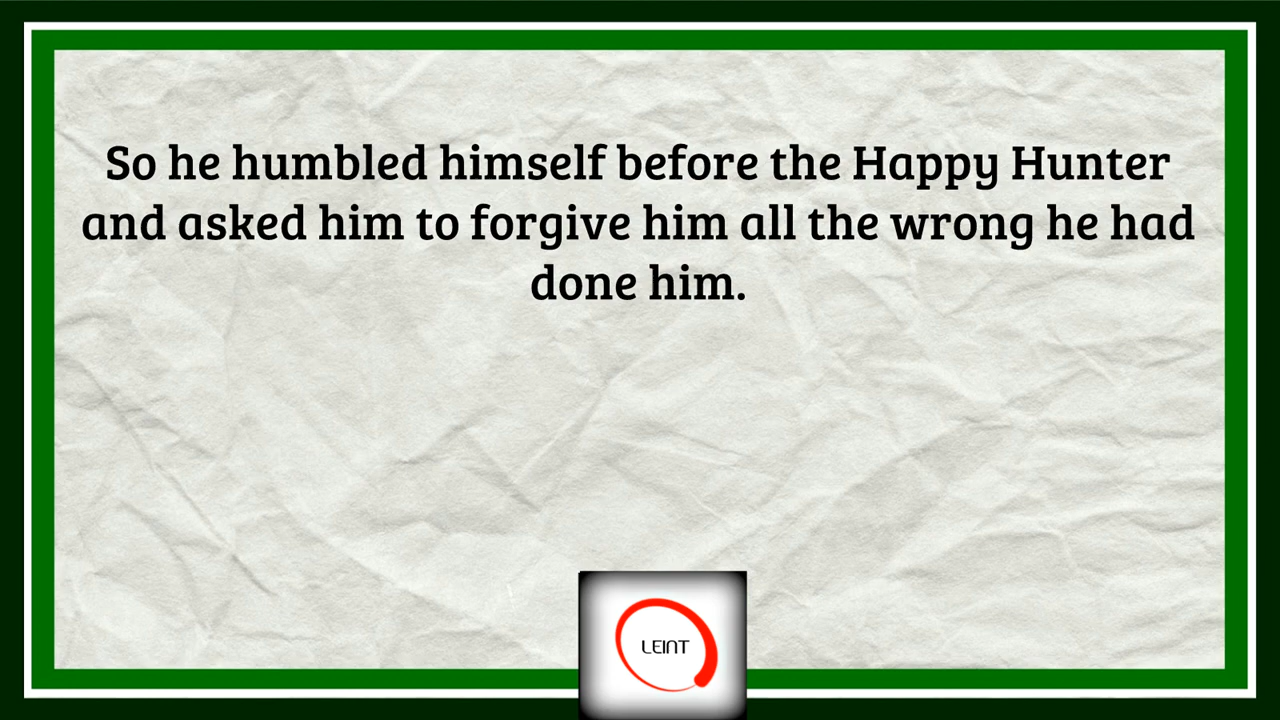 So he humbled himself before the Happy Hunter
and asked him to forgive him all the wrong he had
done him.
LEINT